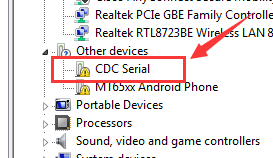 Realtek PCIe GBE Family Controller
Realtek RTL8723BE Wireless LAN 8
Other devices
CDC Serial
MT65xx Android Phone
Portable Devices
Processors
Sound, video and game controllers